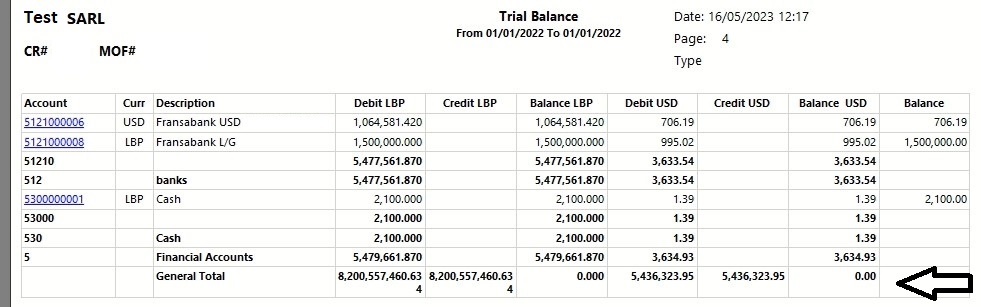 Test SARL
Trial Balance
Date: 16/05/2023 12:17
From 01/01/2022 To 01/01/2022
Page: 4
CR# MOF#
Type
Account Curr Description Debit LBP Credit LBP Balance LBP Debit USD Credit USD Balance USD Balance
5121000006 USD Fransabank USD 1,064,581.420 1,064,581.420 706.19 706.19 706.19
5121000008 LBP Fransabank L/G 1,500,000.000 1,500,000.000 995.02 995.02 1,500,000.00
51210 5,477,561.870 5,477,561.870 3,633.54 3,633.54
512 banks 5,477,561.870 5,477,561.870 3,633.54 3,633.54
5300000001 LBP Cash 2,100.000 2,100.000 1.39 1.39 2,100.00
53000 2,100.000 2,100.000 1.39 1.39
530 Cash 2,100.000 2,100.000 1.39 1.39
5 Financial Accounts 5,479,661.870 5,479,661.870 3,634.93 3,634.93
General Total 8,200,557,460.63 8,200,557,460.63 0.000 5,436,323.95 5,436,323.95 0.00
4 4